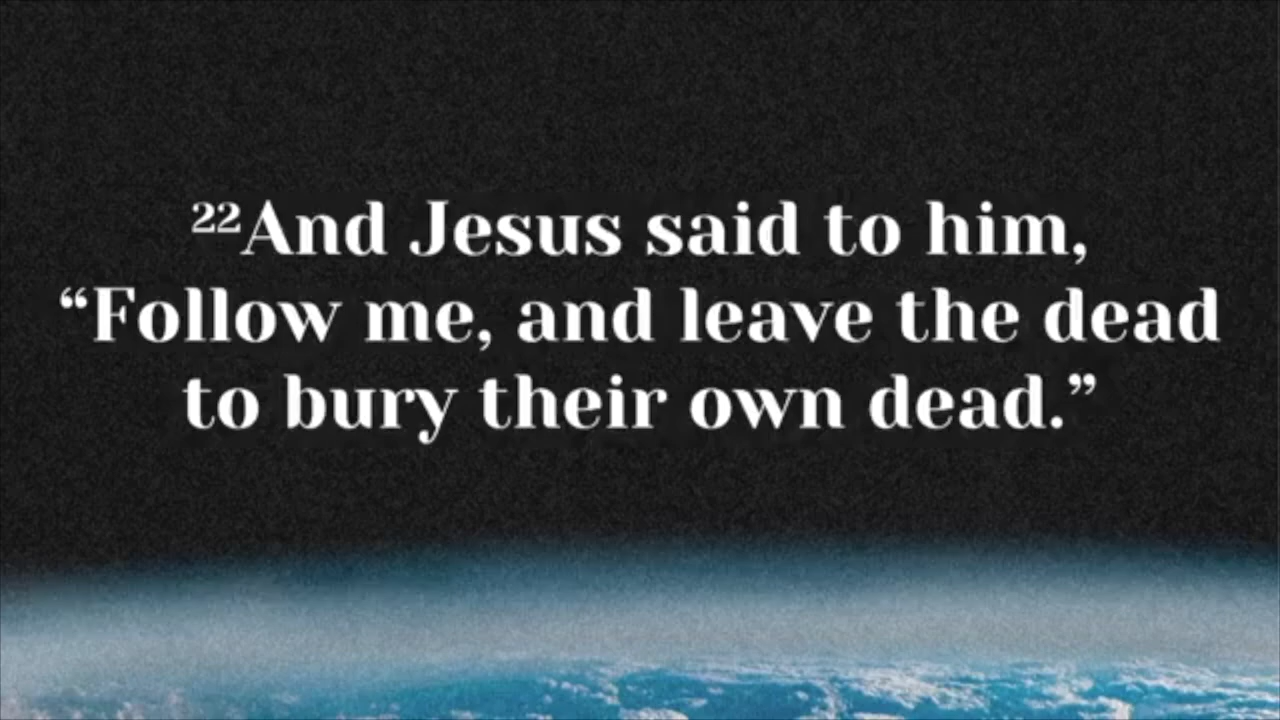 ²²And Jesus said to him,
“Follow me, and leave the dead
to bury their own dead.”